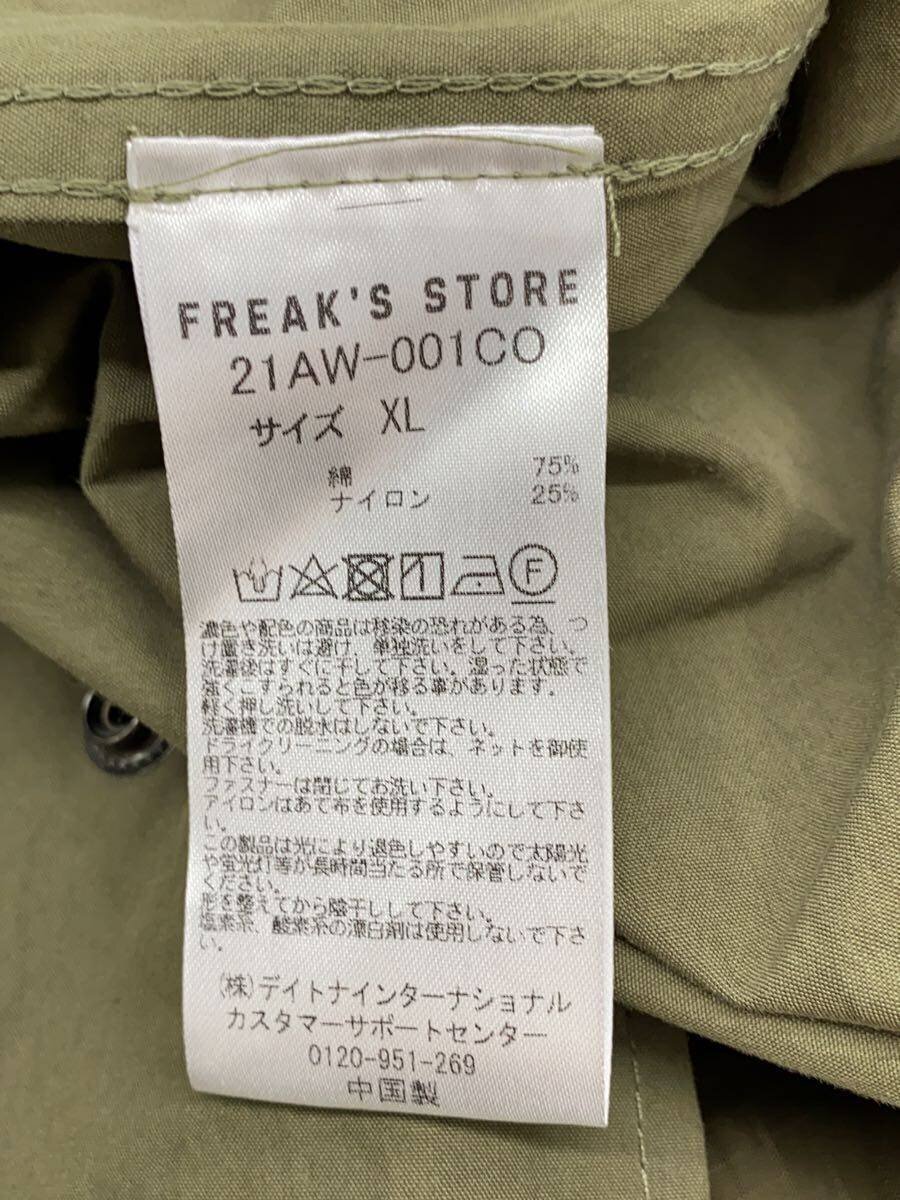 FREAK'S STORE
21AW-001CO
サイズ XL
綿 75%
ナイロン 25%
F
濃色や配色の商品は移染の恐れがある為、つ
け置き洗いは避け、単独洗いをして下さい。
洗濯後はすぐに干して下さい。湿った状態で
強くこすられると色が移る事があります。
軽く押し洗いして下さい。
洗濯機での脱水はしないで下さい。
ドライクリーニングの場合は、ネットを御使
用下さい。
ファスナーは閉じてお洗い下さい。
アイロンはあて布を使用するようにして下さ
い。
この製品は光により退色しやすいので太陽光
や蛍光灯等が長時間当たる所で保管しないで
ください。
形を整えてから陰干しして下さい。
塩素系、酸素系の漂白剤は使用しないで下さ
い。
(株)デイトナインターナショナル
カスタマーサポートセンター
0120-951-269
中国製